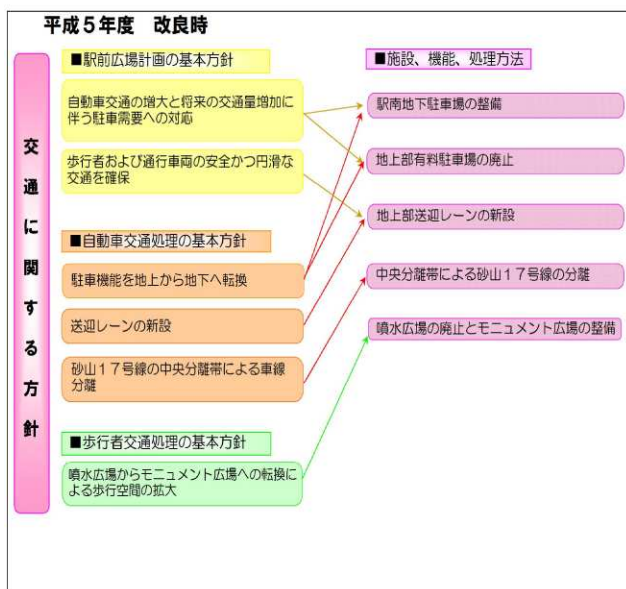 平成５年度　改良時
交通に関する方針
■駅前広場計画の基本方針
自動車交通の増大と将来の交通量増加に
伴う駐車需要への対応
歩行者および通行車両の安全かつ円滑な
交通を確保
■自動車交通処理の基本方針
駐車機能を地上から地下へ転換
送迎レーンの新設
砂山１７号線の中央分離帯による車線
分離
■歩行者交通処理の基本方針
噴水広場からモニュメント広場への転換に
よる歩行空間の拡大
■施設、機能、処理方法
駅南地下駐車場の整備
地上部有料駐車場の廃止
地上部送迎レーンの新設
中央分離帯による砂山１７号線の分離
噴水広場の廃止とモニュメント広場の整備